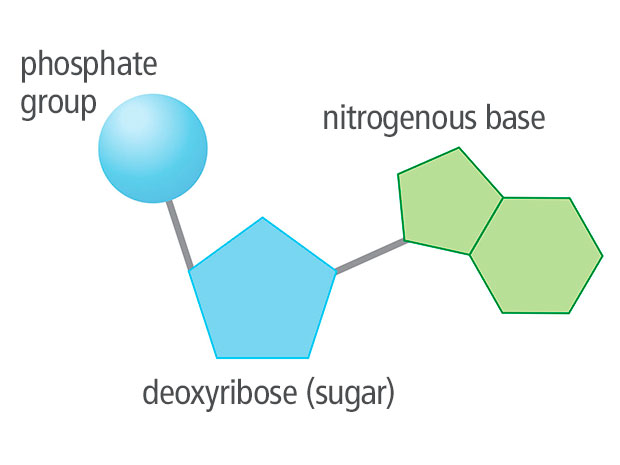 phosphate
group
nitrogenous base
deoxyribose (sugar)